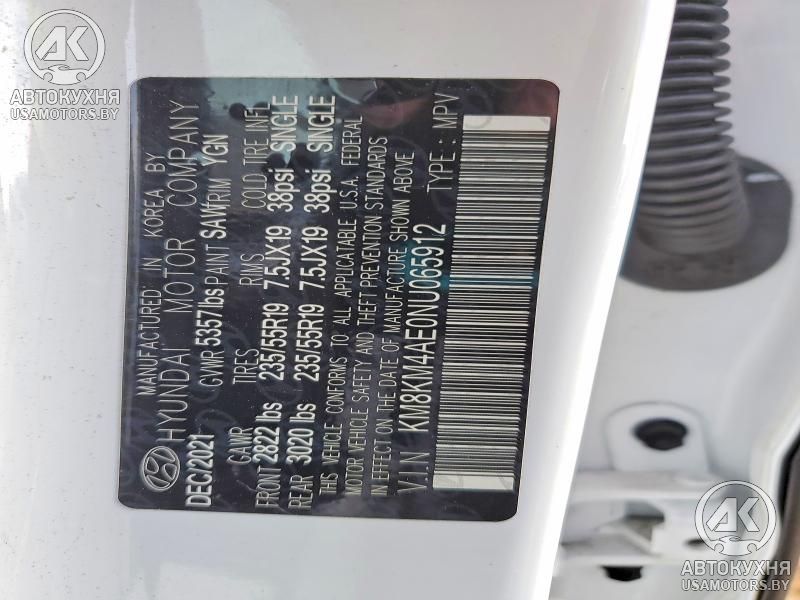 AK
АВТОКУХНЯ
USAMOTORS.BY
MANUFACTURED IN KOREA BY
HYUNDAI MOTOR COMPANY
DEC/2021 GVWR 5357lbs PAINT SAW TRIM YGN
GAWR TIRES RIMS COLD TIRE INFL
FRONT 2822 lbs 235/55R19 7.5JX19 38psi SINGLE
REAR 3020 lbs 235/55R19 7.5JX19 38psi SINGLE
THIS VEHICLE CONFORMS TO ALL APPLICABLE U.S.A. FEDERAL
MOTOR VEHICLE SAFETY AND THEFT PREVENTION STANDARDS
IN EFFECT ON THE DATE OF MANUFACTURE SHOWN ABOVE
V.I.N KM8KM4AE0NU065912 TYPE : MPV
AK
АВТОКУХНЯ
USAMOTORS.BY